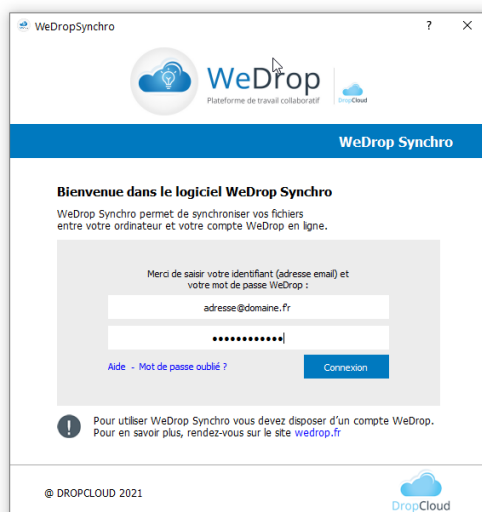 WeDropSynchro
?
WeDrop
Plateforme de travail collaboratif
DropCloud
WeDrop Synchro
Bienvenue dans le logiciel WeDrop Synchro
WeDrop Synchro permet de synchroniser vos fichiers
entre votre ordinateur et votre compte WeDrop en ligne.
Merci de saisir votre identifiant (adresse email) et
votre mot de passe WeDrop :
adresse@domaine.fr
●●●●●●●●●●●●
Aide - Mot de passe oublié ?
Connexion
Pour utiliser WeDrop Synchro vous devez disposer d'un compte WeDrop.
Pour en savoir plus, rendez-vous sur le site wedrop.fr
@ DROPCLOUD 2021
DropCloud